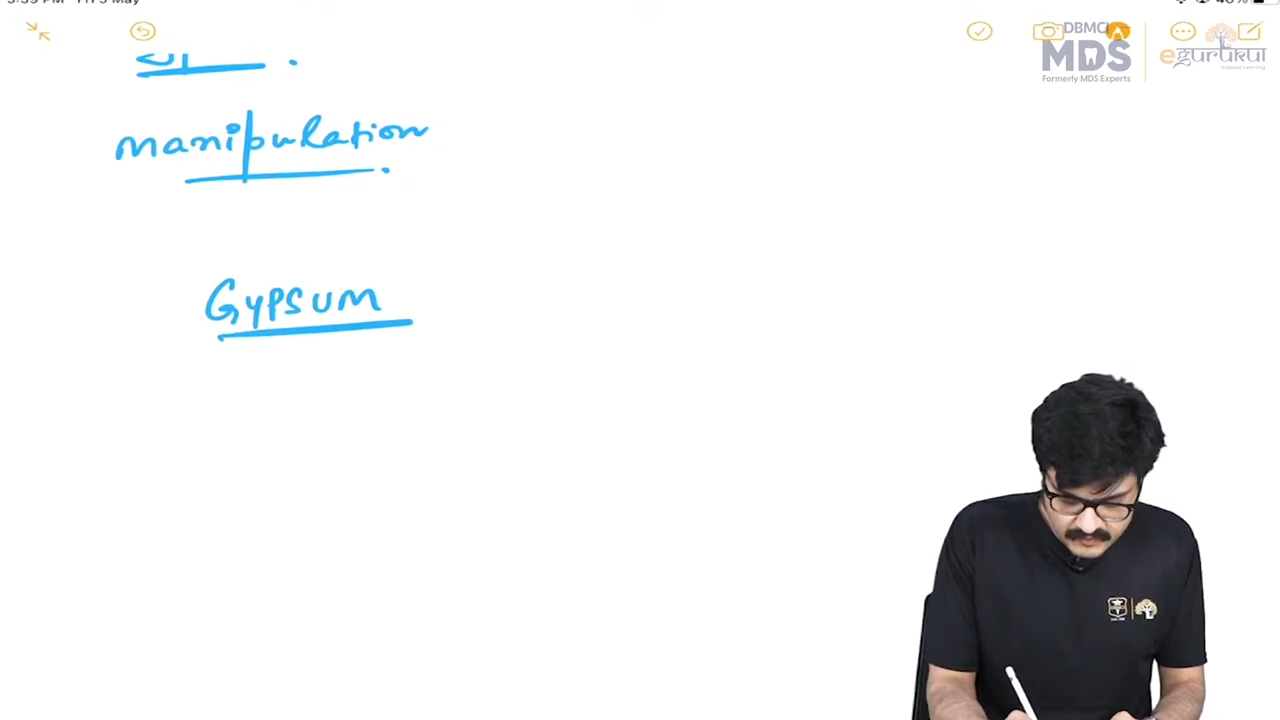 manipulation
GYPSUM
DBMCI
MDS
Formerly MDS Experts
egurukul